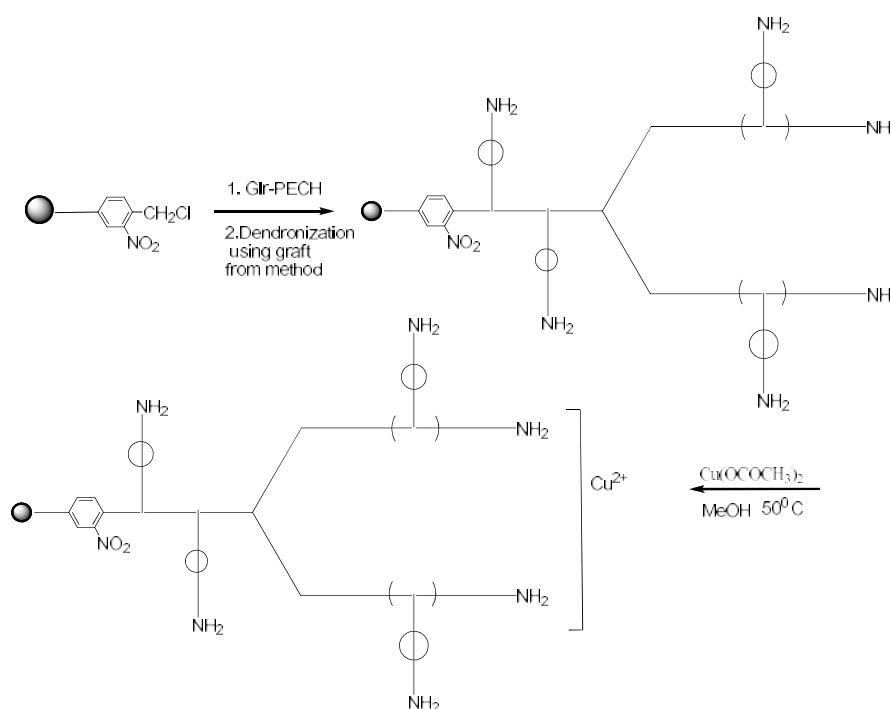 NH2
NH2
NH
1. Glr-PECH
CH2Cl
NO2
2.Dendronization
using graft
from method
NO2
NH
NH2
NH2
NH2
NH2
NH2
Cu(OCOCH3)2
Cu2+
MeOH 50⁰C
NO2
NH2
NH2
NH2